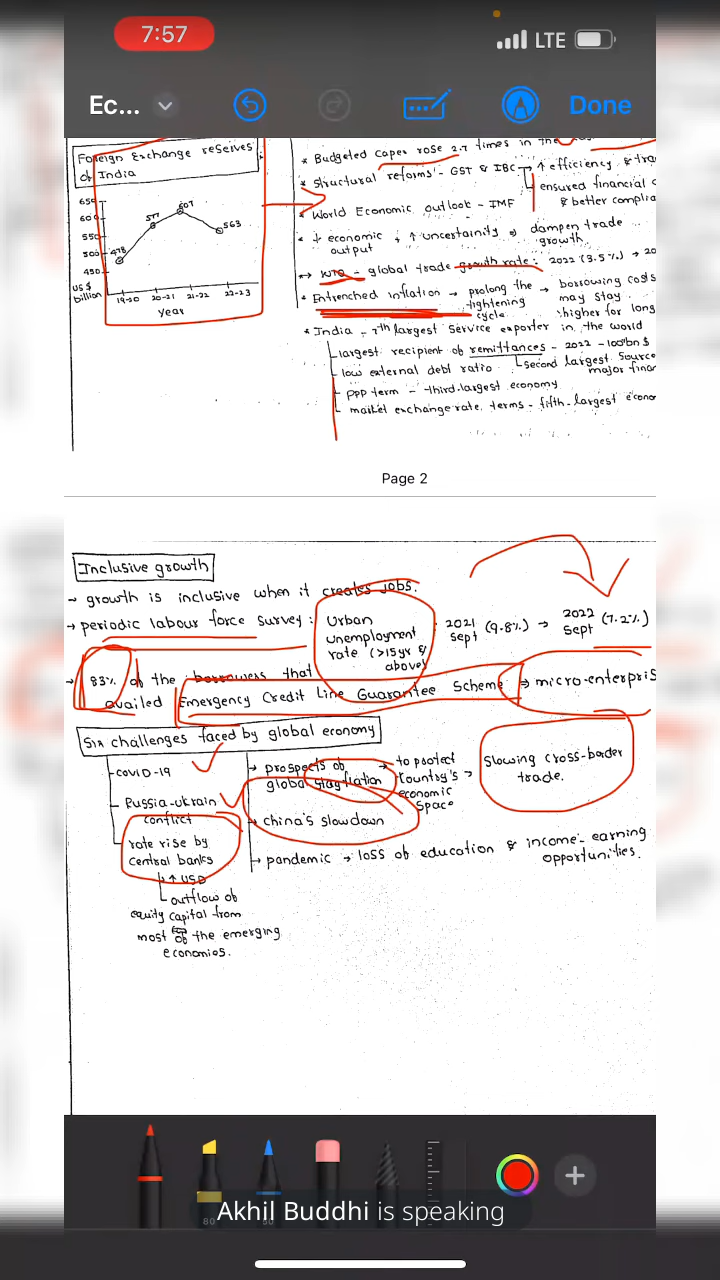 7:57
LTE
Ec...
Done
Foreign Exchange reserves
of India
650
600
550
500
450
US $
billion
478
577
607
563
19-20 20-21 21-22 22-23
year
* Budgeted capex rose 2.7 times in the
* Structural reforms - GST & IBC → ↑ efficiency & tra
ensured financial
& better complia
* World Economic outlook - IMF
* ↓ economic + ↑ uncertainity ⇒ dampen trade
output growth.
→ WTO - global trade growth rate: 2022 (3.5%) → 20
* Entrenched inflation → prolong the → borrowing costs
tightening may stay
cycle. higher for long
* India - 7th largest service exporter in the world
largest recipient of remittances - 2022 - 100bn $
low external debt ratio second largest source
major finan
PPP term - third-largest economy
market exchange rate terms - fifth-largest econo
Page 2
Inclusive growth
→ growth is inclusive when it creates jobs.
→ periodic labour force survey: Urban
unemployment
rate (>15yr &
above)
2021
sept (9.8%) → 2022
sept (7.2%)
→ 83% of the borrowers that
availed Emergency Credit Line Guarantee Scheme → micro-enterpris
Six challenges faced by global economy
- COVID-19
- Russia-ukrain
conflict
rate rise by
central banks
↑ USD
outflow of
equity capital from
most of the emerging
economies.
→ prospects of
global stagflation
→ to protect
country's →
economic
space
slowing cross-border
trade.
→ china's slowdown
→ pandemic → loss of education & income-earning
opportunities.
80
50
Akhil Buddhi is speaking